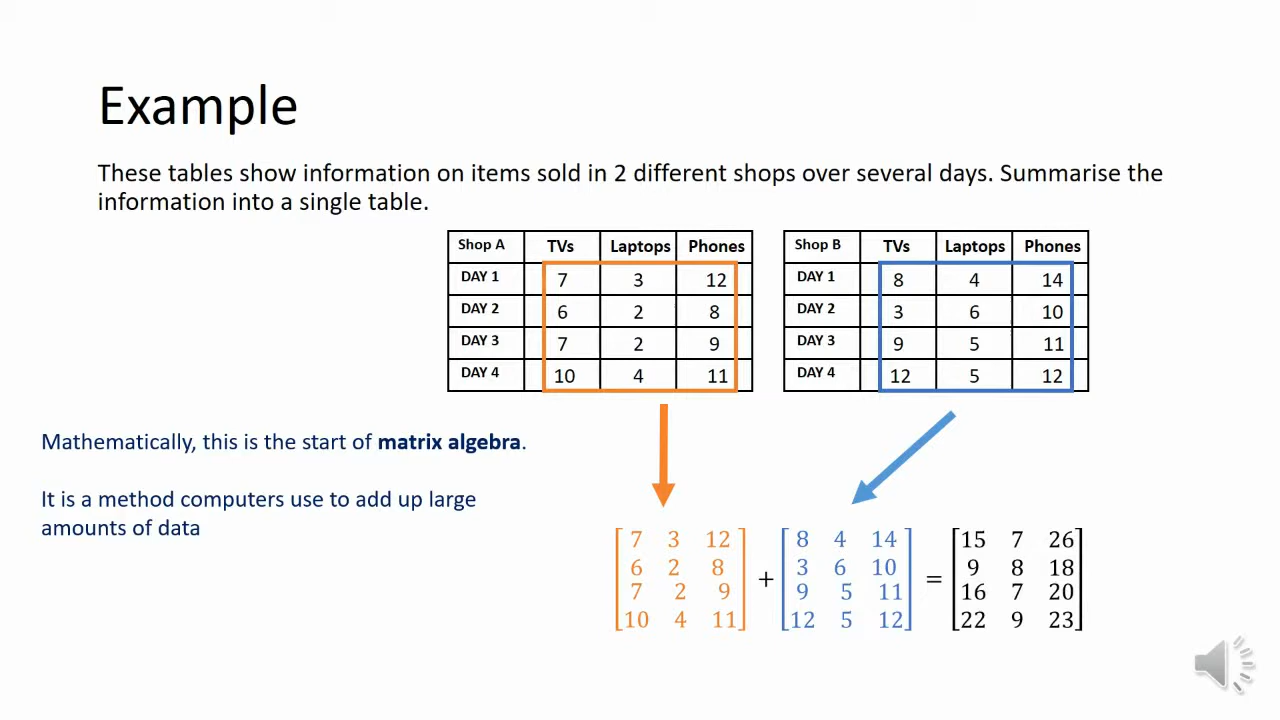 Example
These tables show information on items sold in 2 different shops over several days. Summarise the
information into a single table.
Shop A TVs Laptops Phones
DAY 1 7 3 12
DAY 2 6 2 8
DAY 3 7 2 9
DAY 4 10 4 11
Shop B TVs Laptops Phones
DAY 1 8 4 14
DAY 2 3 6 10
DAY 3 9 5 11
DAY 4 12 5 12
Mathematically, this is the start of matrix algebra.
It is a method computers use to add up large
amounts of data
[7 3 12
6 2 8
7 2 9
10 4 11]
+
[8 4 14
3 6 10
9 5 11
12 5 12]
=
[15 7 26
9 8 18
16 7 20
22 9 23]